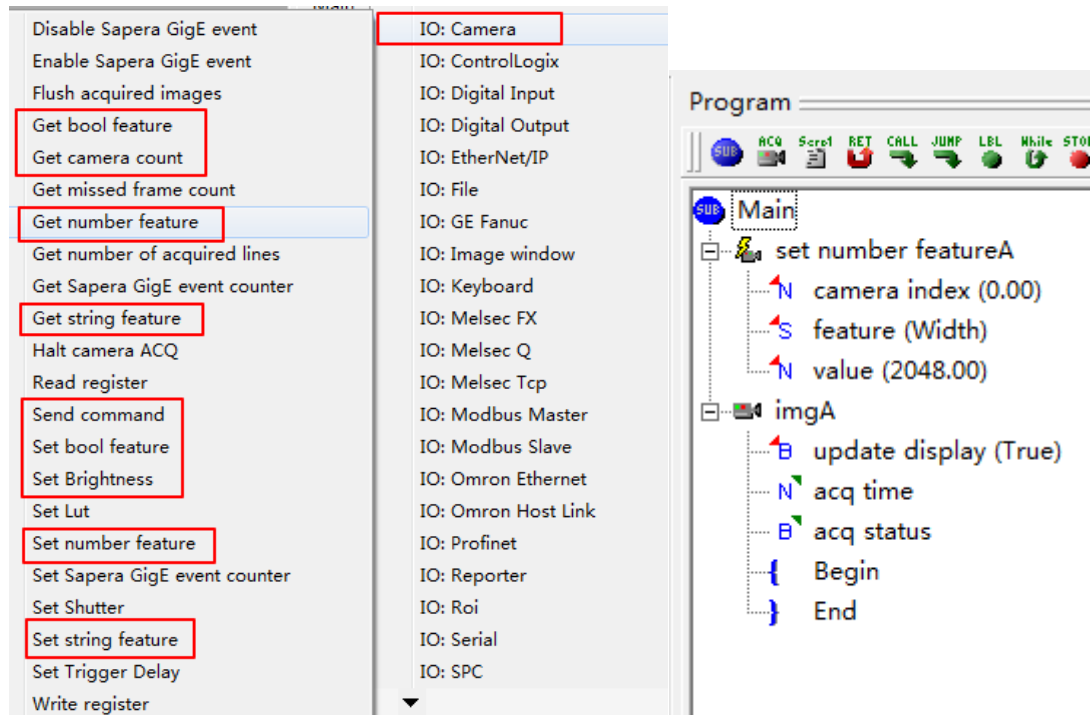 Disable Sapera GigE event
Enable Sapera GigE event
Flush acquired images
Get bool feature
Get camera count
Get missed frame count
Get number feature
Get number of acquired lines
Get Sapera GigE event counter
Get string feature
Halt camera ACQ
Read register
Send command
Set bool feature
Set Brightness
Set Lut
Set number feature
Set Sapera GigE event counter
Set Shutter
Set string feature
Set Trigger Delay
Write register
IO: Camera
IO: ControlLogix
IO: Digital Input
IO: Digital Output
IO: EtherNet/IP
IO: File
IO: GE Fanuc
IO: Image window
IO: Keyboard
IO: Melsec FX
IO: Melsec Q
IO: Melsec Tcp
IO: Modbus Master
IO: Modbus Slave
IO: Omron Ethernet
IO: Omron Host Link
IO: Profinet
IO: Reporter
IO: Roi
IO: Serial
IO: SPC
Program
SUB ACQ Script RET CALL JUMP LBL While STOP
SUB Main
set number featureA
N camera index (0.00)
S feature (Width)
N value (2048.00)
imgA
B update display (True)
N acq time
B acq status
{ Begin
} End